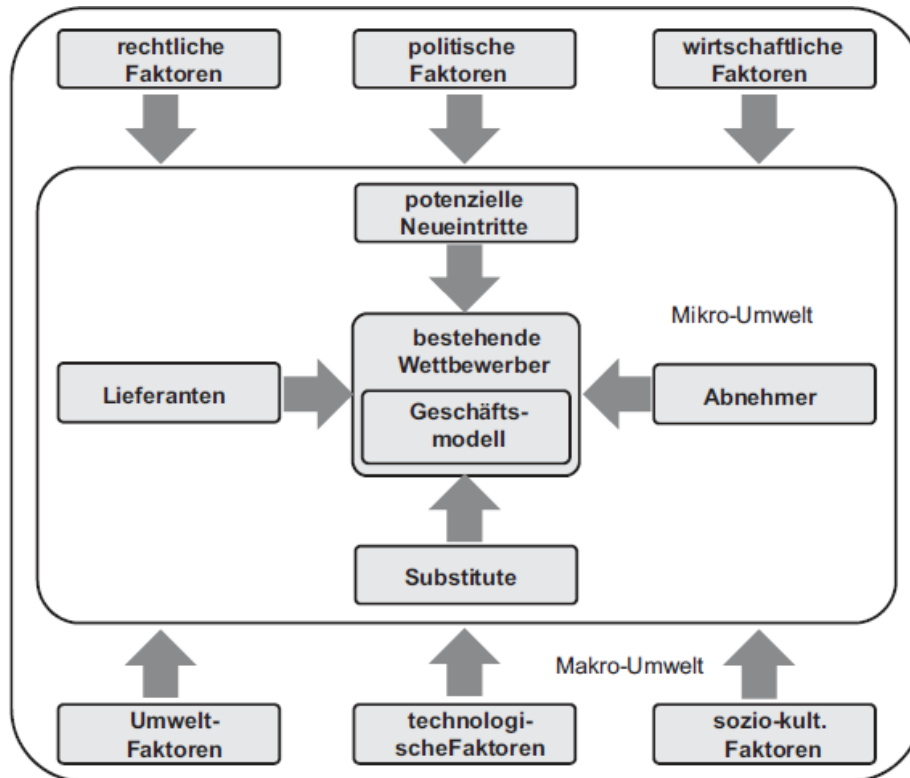 rechtliche
Faktoren
politische
Faktoren
wirtschaftliche
Faktoren
potenzielle
Neueintritte
Mikro-Umwelt
bestehende
Wettbewerber
Lieferanten
Abnehmer
Geschäfts-
modell
Substitute
Makro-Umwelt
Umwelt-
Faktoren
technologi-
scheFaktoren
sozio-kult.
Faktoren